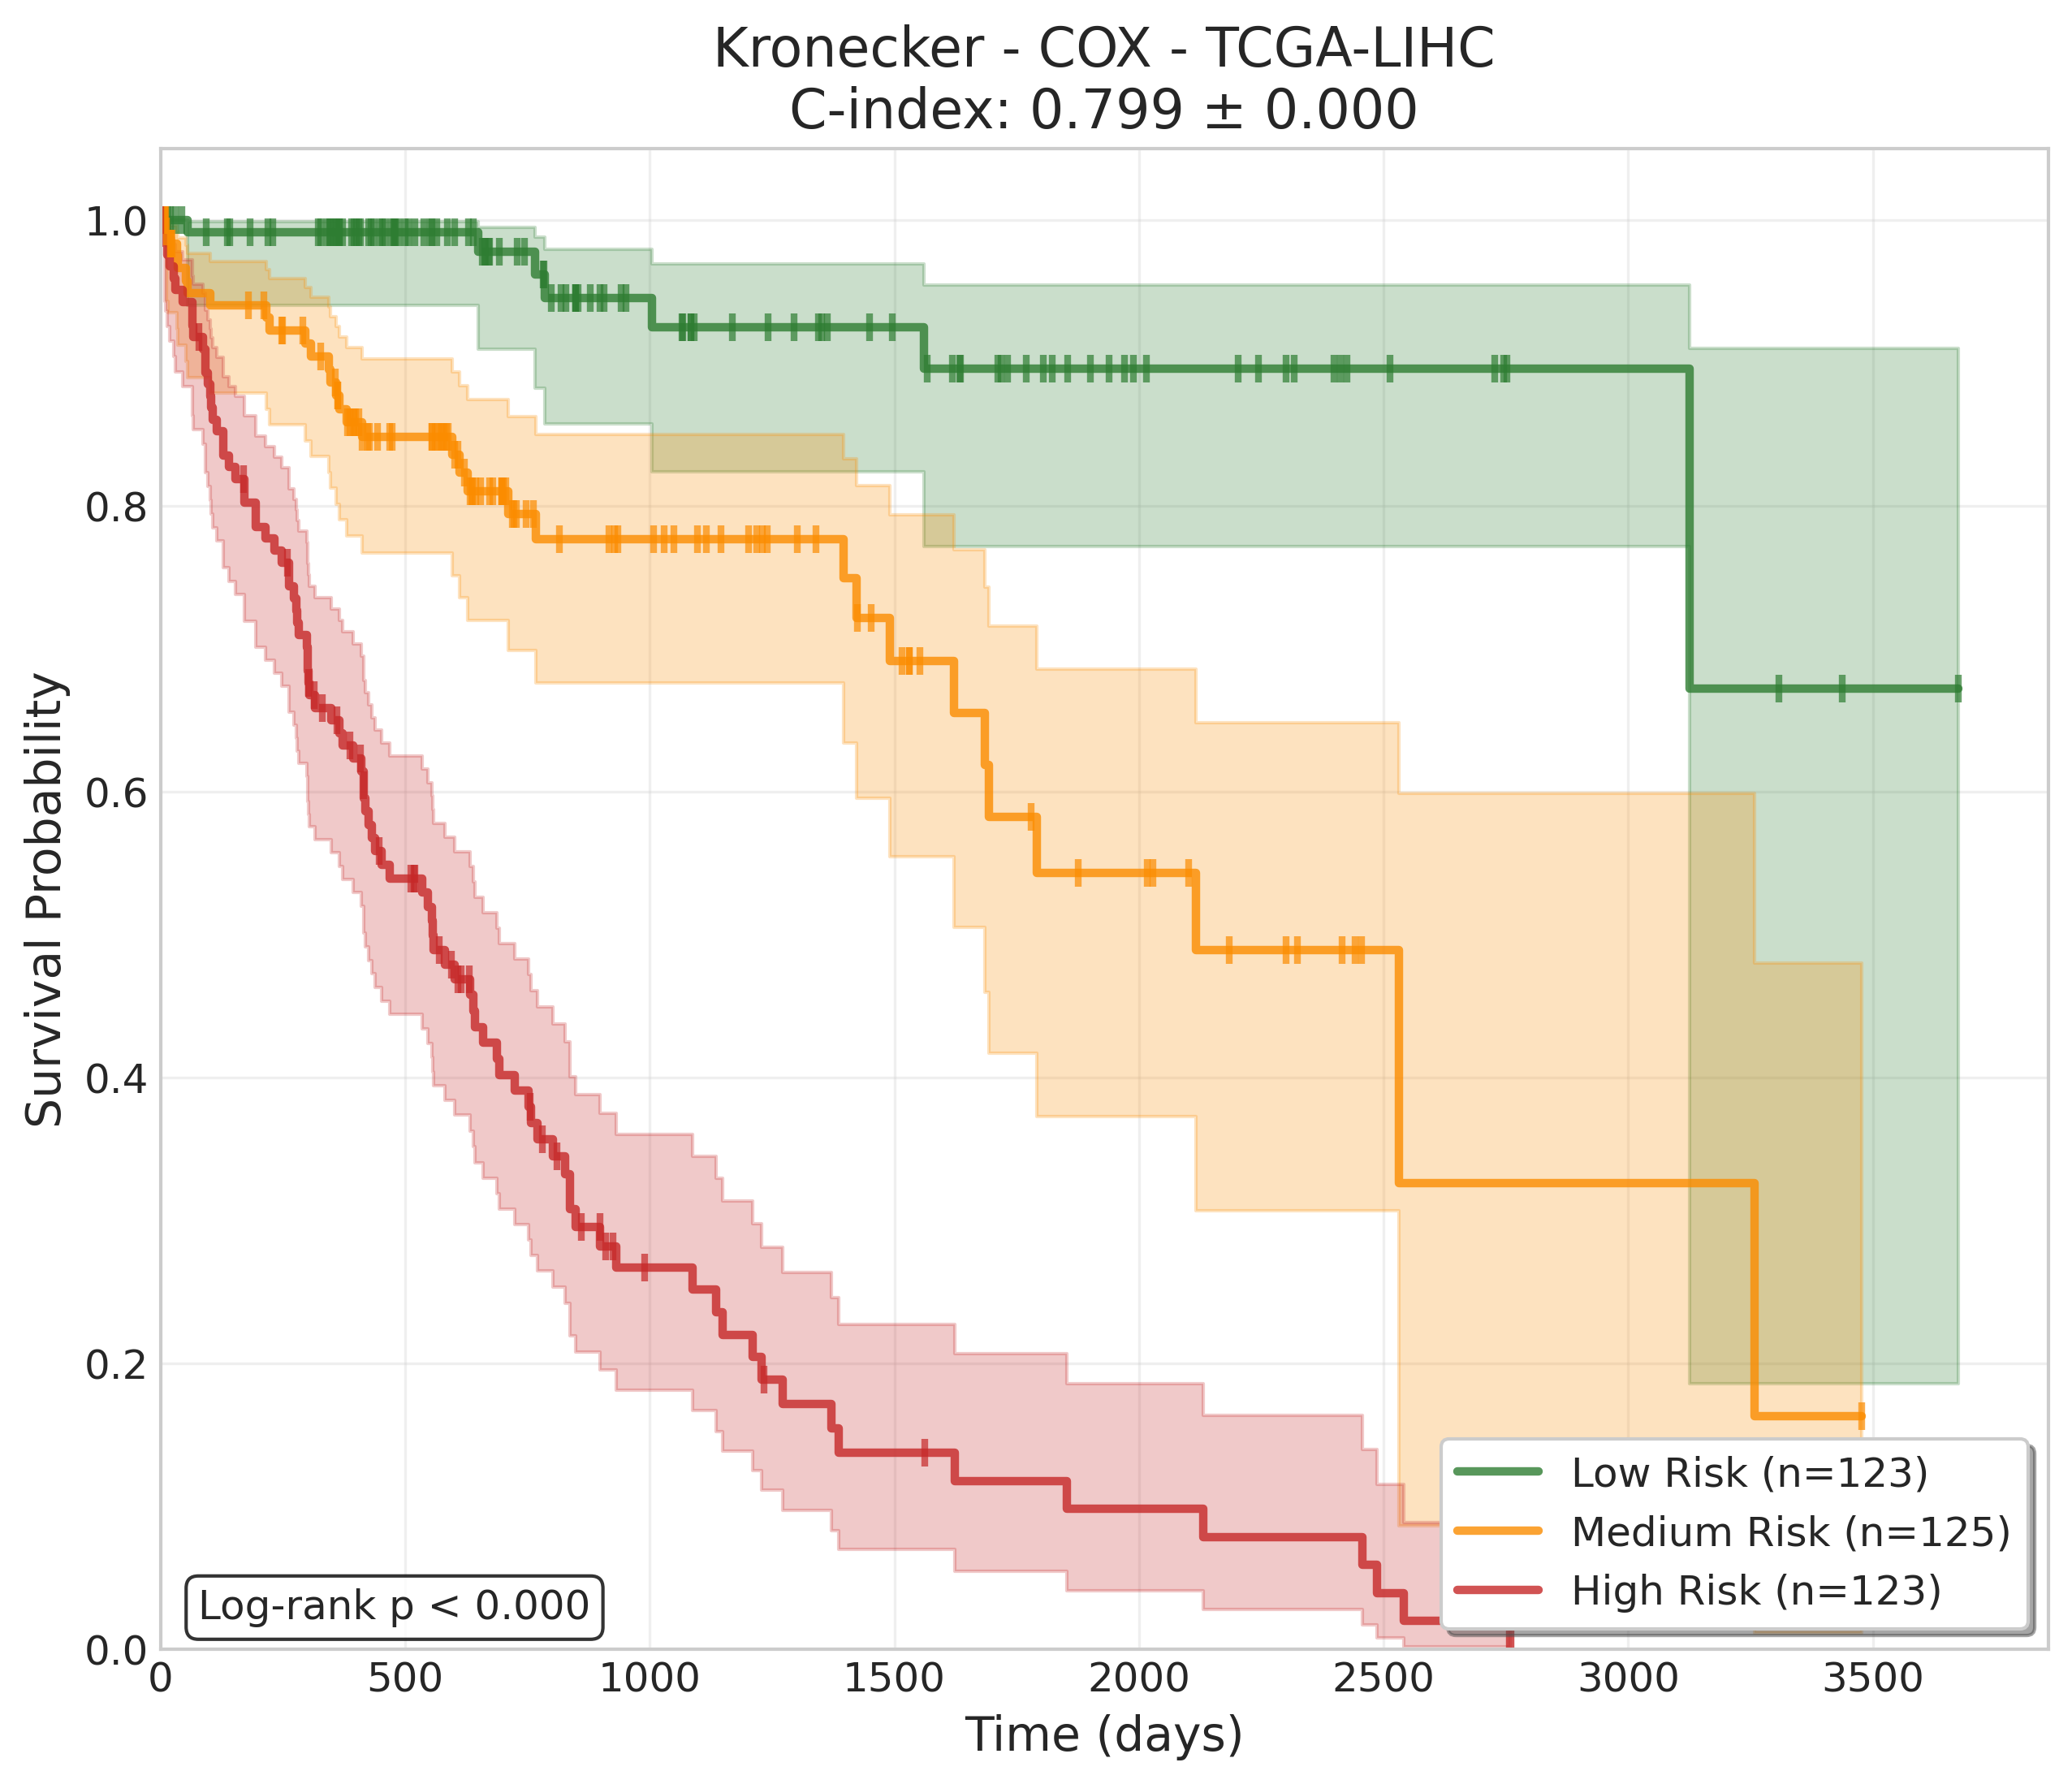 Kronecker - COX - TCGA-LIHC
C-index: 0.799 ± 0.000
Survival Probability
1.0
0.8
0.6
0.4
0.2
0.0
Log-rank p < 0.000
Low Risk (n=123)
Medium Risk (n=125)
High Risk (n=123)
0 500 1000 1500 2000 2500 3000 3500
Time (days)